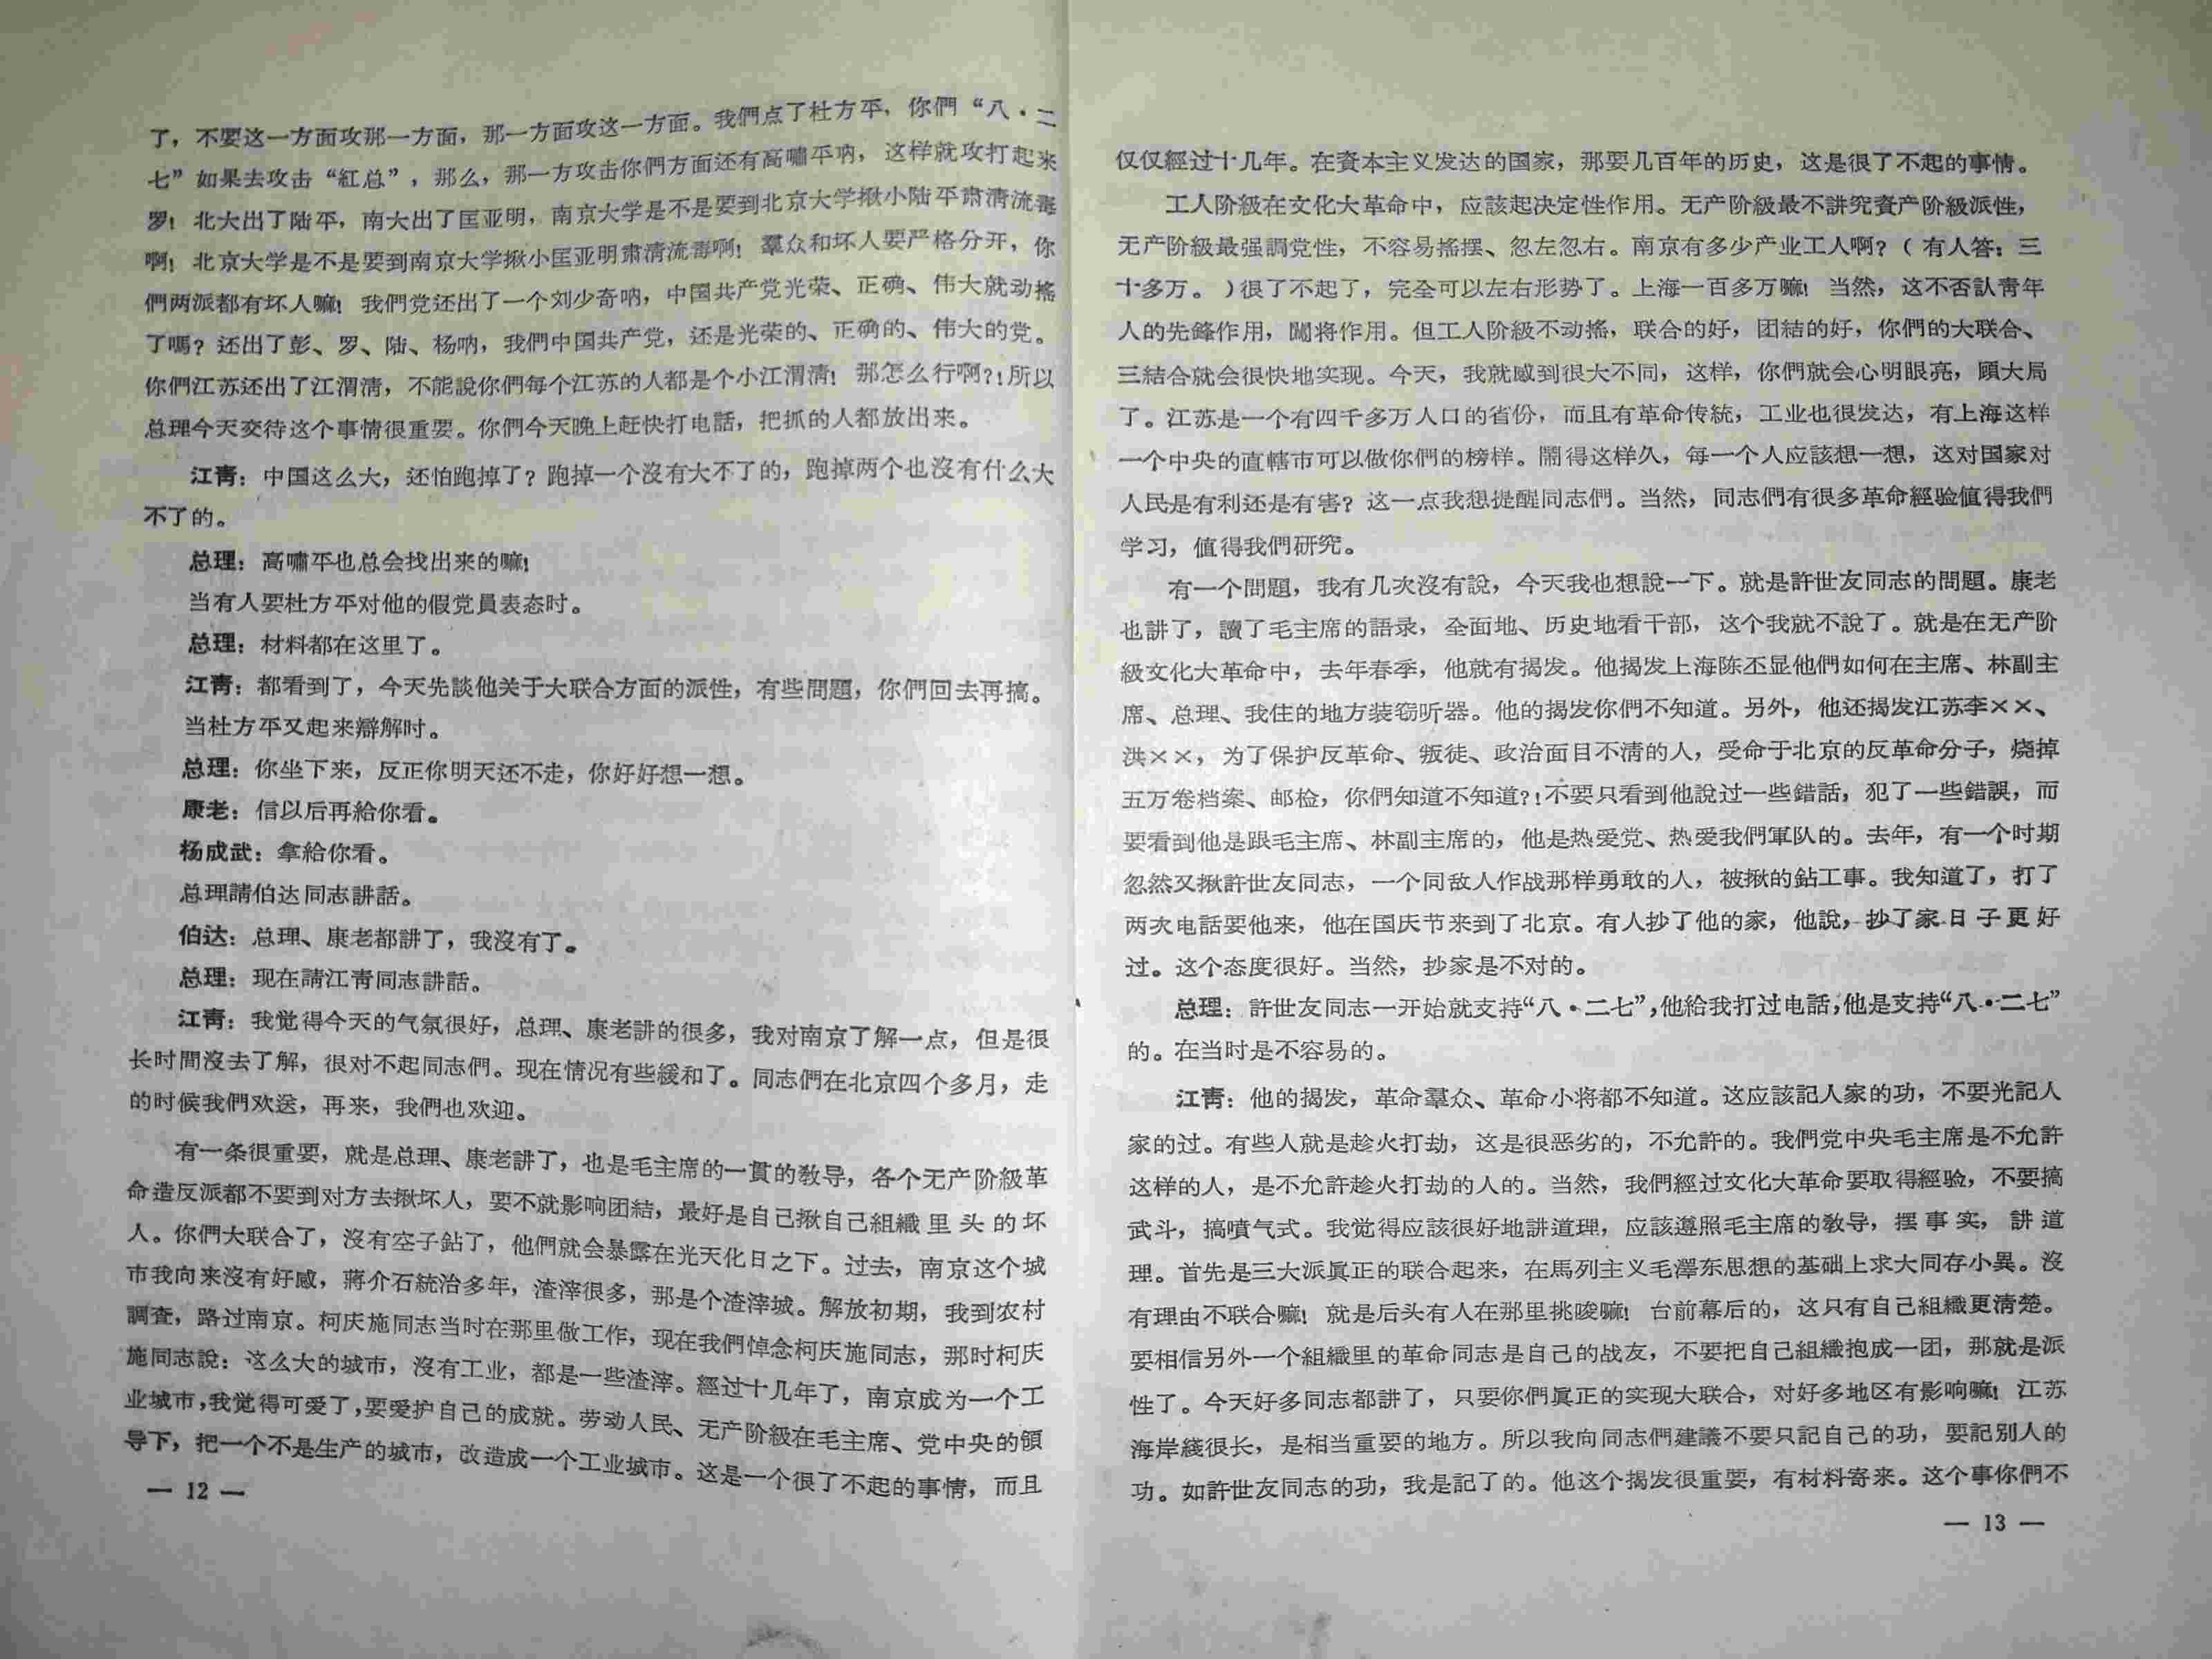 了，不要这一方面攻那一方面，那一方面攻这一方面。我們点了杜方平，你們“八·二
七”如果去攻击“紅总”，那么，那一方攻击你們方面还有高嘯平吶，这样就攻打起来
罗！北大出了陆平，南大出了匡亚明，南京大学是不是要到北京大学揪小陆平肃清流毒
啊！北京大学是不是要到南京大学揪小匡亚明肃清流毒啊！羣众和坏人要严格分开，你
們两派都有坏人嘛！我們党还出了一个刘少奇吶，中国共产党光荣、正确、伟大就动搖
了嗎？还出了彭、罗、陆、杨吶，我們中国共产党，还是光荣的、正确的、伟大的党。
你們江苏还出了江渭清，不能說你們每个江苏的人都是个小江渭清！那怎么行啊？！所以
总理今天交待这个事情很重要。你們今天晚上赶快打电話，把抓的人都放出来。
江青：中国这么大，还怕跑掉了？跑掉一个沒有大不了的，跑掉两个也沒有什么大
不了的。
总理：高嘯平也总会找出来的嘛！
当有人要杜方平对他的假党員表态时。
总理：材料都在这里了。
江青：都看到了，今天先談他关于大联合方面的派性，有些問題，你們回去再搞。
当杜方平又起来辯解时。
总理：你坐下来，反正你明天还不走，你好好想一想。
康老：信以后再給你看。
杨成武：拿給你看。
总理請伯达同志講話。
伯达：总理、康老都講了，我沒有了。
总理：现在請江青同志講話。
江青：我觉得今天的气氛很好，总理、康老講的很多，我对南京了解一点，但是很
长时間沒去了解，很对不起同志們。现在情况有些緩和了。同志們在北京四个多月，走
的时候我們欢送，再来，我們也欢迎。
有一条很重要，就是总理、康老講了，也是毛主席的一貫的敎导，各个无产阶級革
命造反派都不要到对方去揪坏人，要不就影响团結，最好是自己揪自己組織里头的坏
人。你們大联合了，沒有空子鉆了，他們就会暴露在光天化日之下。过去，南京这个城
市我向来沒有好感，蔣介石統治多年，渣滓很多，那是个渣滓城。解放初期，我到农村
調查，路过南京。柯庆施同志当时在那里做工作，现在我們悼念柯庆施同志，那时柯庆
施同志說：这么大的城市，沒有工业，都是一些渣滓。經过十几年了，南京成为一个工
业城市，我觉得可爱了，要爱护自己的成就。劳动人民、无产阶級在毛主席、党中央的領
导下，把一个不是生产的城市，改造成一个工业城市。这是一个很了不起的事情，而且
— 12 —
仅仅經过十几年。在資本主义发达的国家，那要几百年的历史，这是很了不起的事情。
工人阶級在文化大革命中，应該起决定性作用。无产阶級最不講究資产阶級派性，
无产阶級最强調党性，不容易搖摆、忽左忽右。南京有多少产业工人啊？（有人答：三
十多万。）很了不起了，完全可以左右形势了。上海一百多万嘛！当然，这不否認青年
人的先鋒作用，闖将作用。但工人阶級不动搖，联合的好，团結的好，你們的大联合、
三結合就会很快地实现。今天，我就感到很大不同，这样，你們就会心明眼亮，顧大局
了。江苏是一个有四千多万人口的省份，而且有革命传統，工业也很发达，有上海这样
一个中央的直轄市可以做你們的榜样。鬧得这样久，每一个人应該想一想，这对国家对
人民是有利还是有害？这一点我想提醒同志們。当然，同志們有很多革命經验值得我們
学习，值得我們研究。
有一个問題，我有几次沒有說，今天我也想說一下。就是許世友同志的問題。康老
也講了，讀了毛主席的語录，全面地、历史地看干部，这个我就不說了。就是在无产阶
級文化大革命中，去年春季，他就有揭发。他揭发上海陈丕显他們如何在主席、林副主
席、总理、我住的地方装窃听器。他的揭发你們不知道。另外，他还揭发江苏李××、
洪××，为了保护反革命、叛徒、政治面目不清的人，受命于北京的反革命分子，烧掉
五万卷档案、邮检，你們知道不知道？！不要只看到他說过一些錯話，犯了一些錯誤，而
要看到他是跟毛主席、林副主席的，他是热爱党、热爱我們軍队的。去年，有一个时期
忽然又揪許世友同志，一个同敌人作战那样勇敢的人，被揪的鉆工事。我知道了，打了
两次电話要他来，他在国庆节来到了北京。有人抄了他的家，他說，抄了家日子更好
过。这个态度很好。当然，抄家是不对的。
总理：許世友同志一开始就支持“八·二七”，他給我打过电話，他是支持“八·二七”
的。在当时是不容易的。
江青：他的揭发，革命羣众、革命小将都不知道。这应該記人家的功，不要光記人
家的过。有些人就是趁火打劫，这是很恶劣的，不允許的。我們党中央毛主席是不允許
这样的人，是不允許趁火打劫的人的。当然，我們經过文化大革命要取得經验，不要搞
武斗，搞噴气式。我觉得应該很好地講道理，应該遵照毛主席的敎导，摆事实，講道
理。首先是三大派眞正的联合起来，在馬列主义毛澤东思想的基础上求大同存小異。沒
有理由不联合嘛！就是后头有人在那里挑唆嘛！台前幕后的，这只有自己組織更清楚。
要相信另外一个組織里的革命同志是自己的战友，不要把自己組織抱成一团，那就是派
性了。今天好多同志都講了，只要你們眞正的实现大联合，对好多地区有影响嘛！江苏
海岸綫很长，是相当重要的地方。所以我向同志們建議不要只記自己的功，要記別人的
功。如許世友同志的功，我是記了的。他这个揭发很重要，有材料寄来。这个事你們不
— 13 —